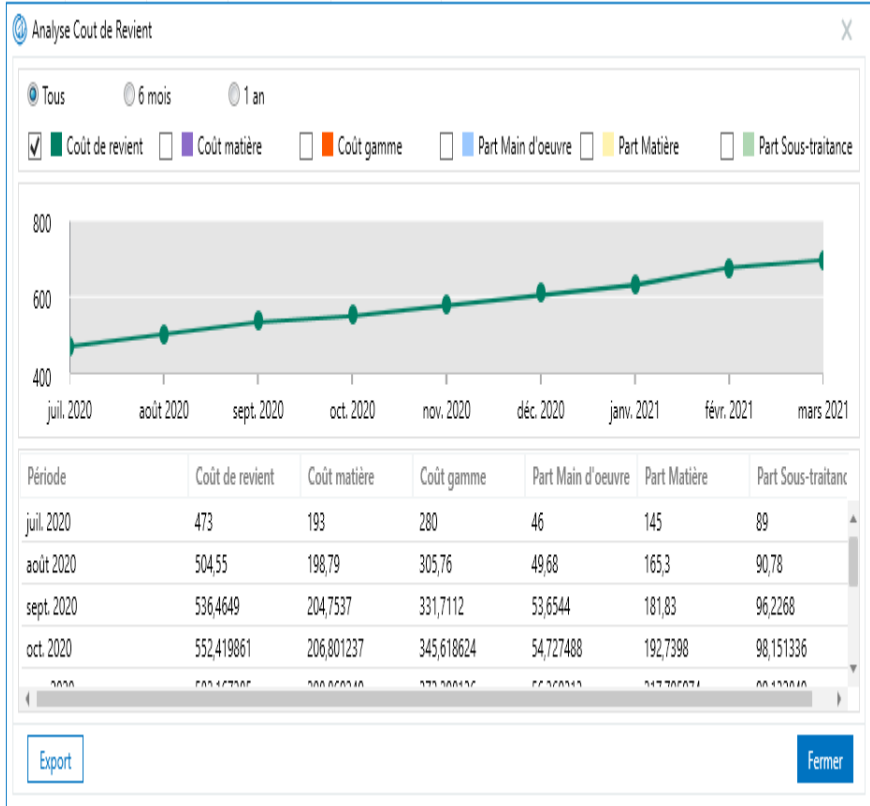 Analyse Cout de Revient
Tous 6 mois 1 an
Coût de revient Coût matière Coût gamme Part Main d'oeuvre Part Matière Part Sous-traitance
800
600
400
juil. 2020 août 2020 sept. 2020 oct. 2020 nov. 2020 déc. 2020 janv. 2021 févr. 2021 mars 2021
Période Coût de revient Coût matière Coût gamme Part Main d'oeuvre Part Matière Part Sous-traitanc
juil. 2020 473 193 280 46 145 89
août 2020 504,55 198,79 305,76 49,68 165,3 90,78
sept. 2020 536,4649 204,7537 331,7112 53,6544 181,83 96,2268
oct. 2020 552,419861 206,801237 345,618624 54,727488 192,7398 98,151336
2020
Export Fermer